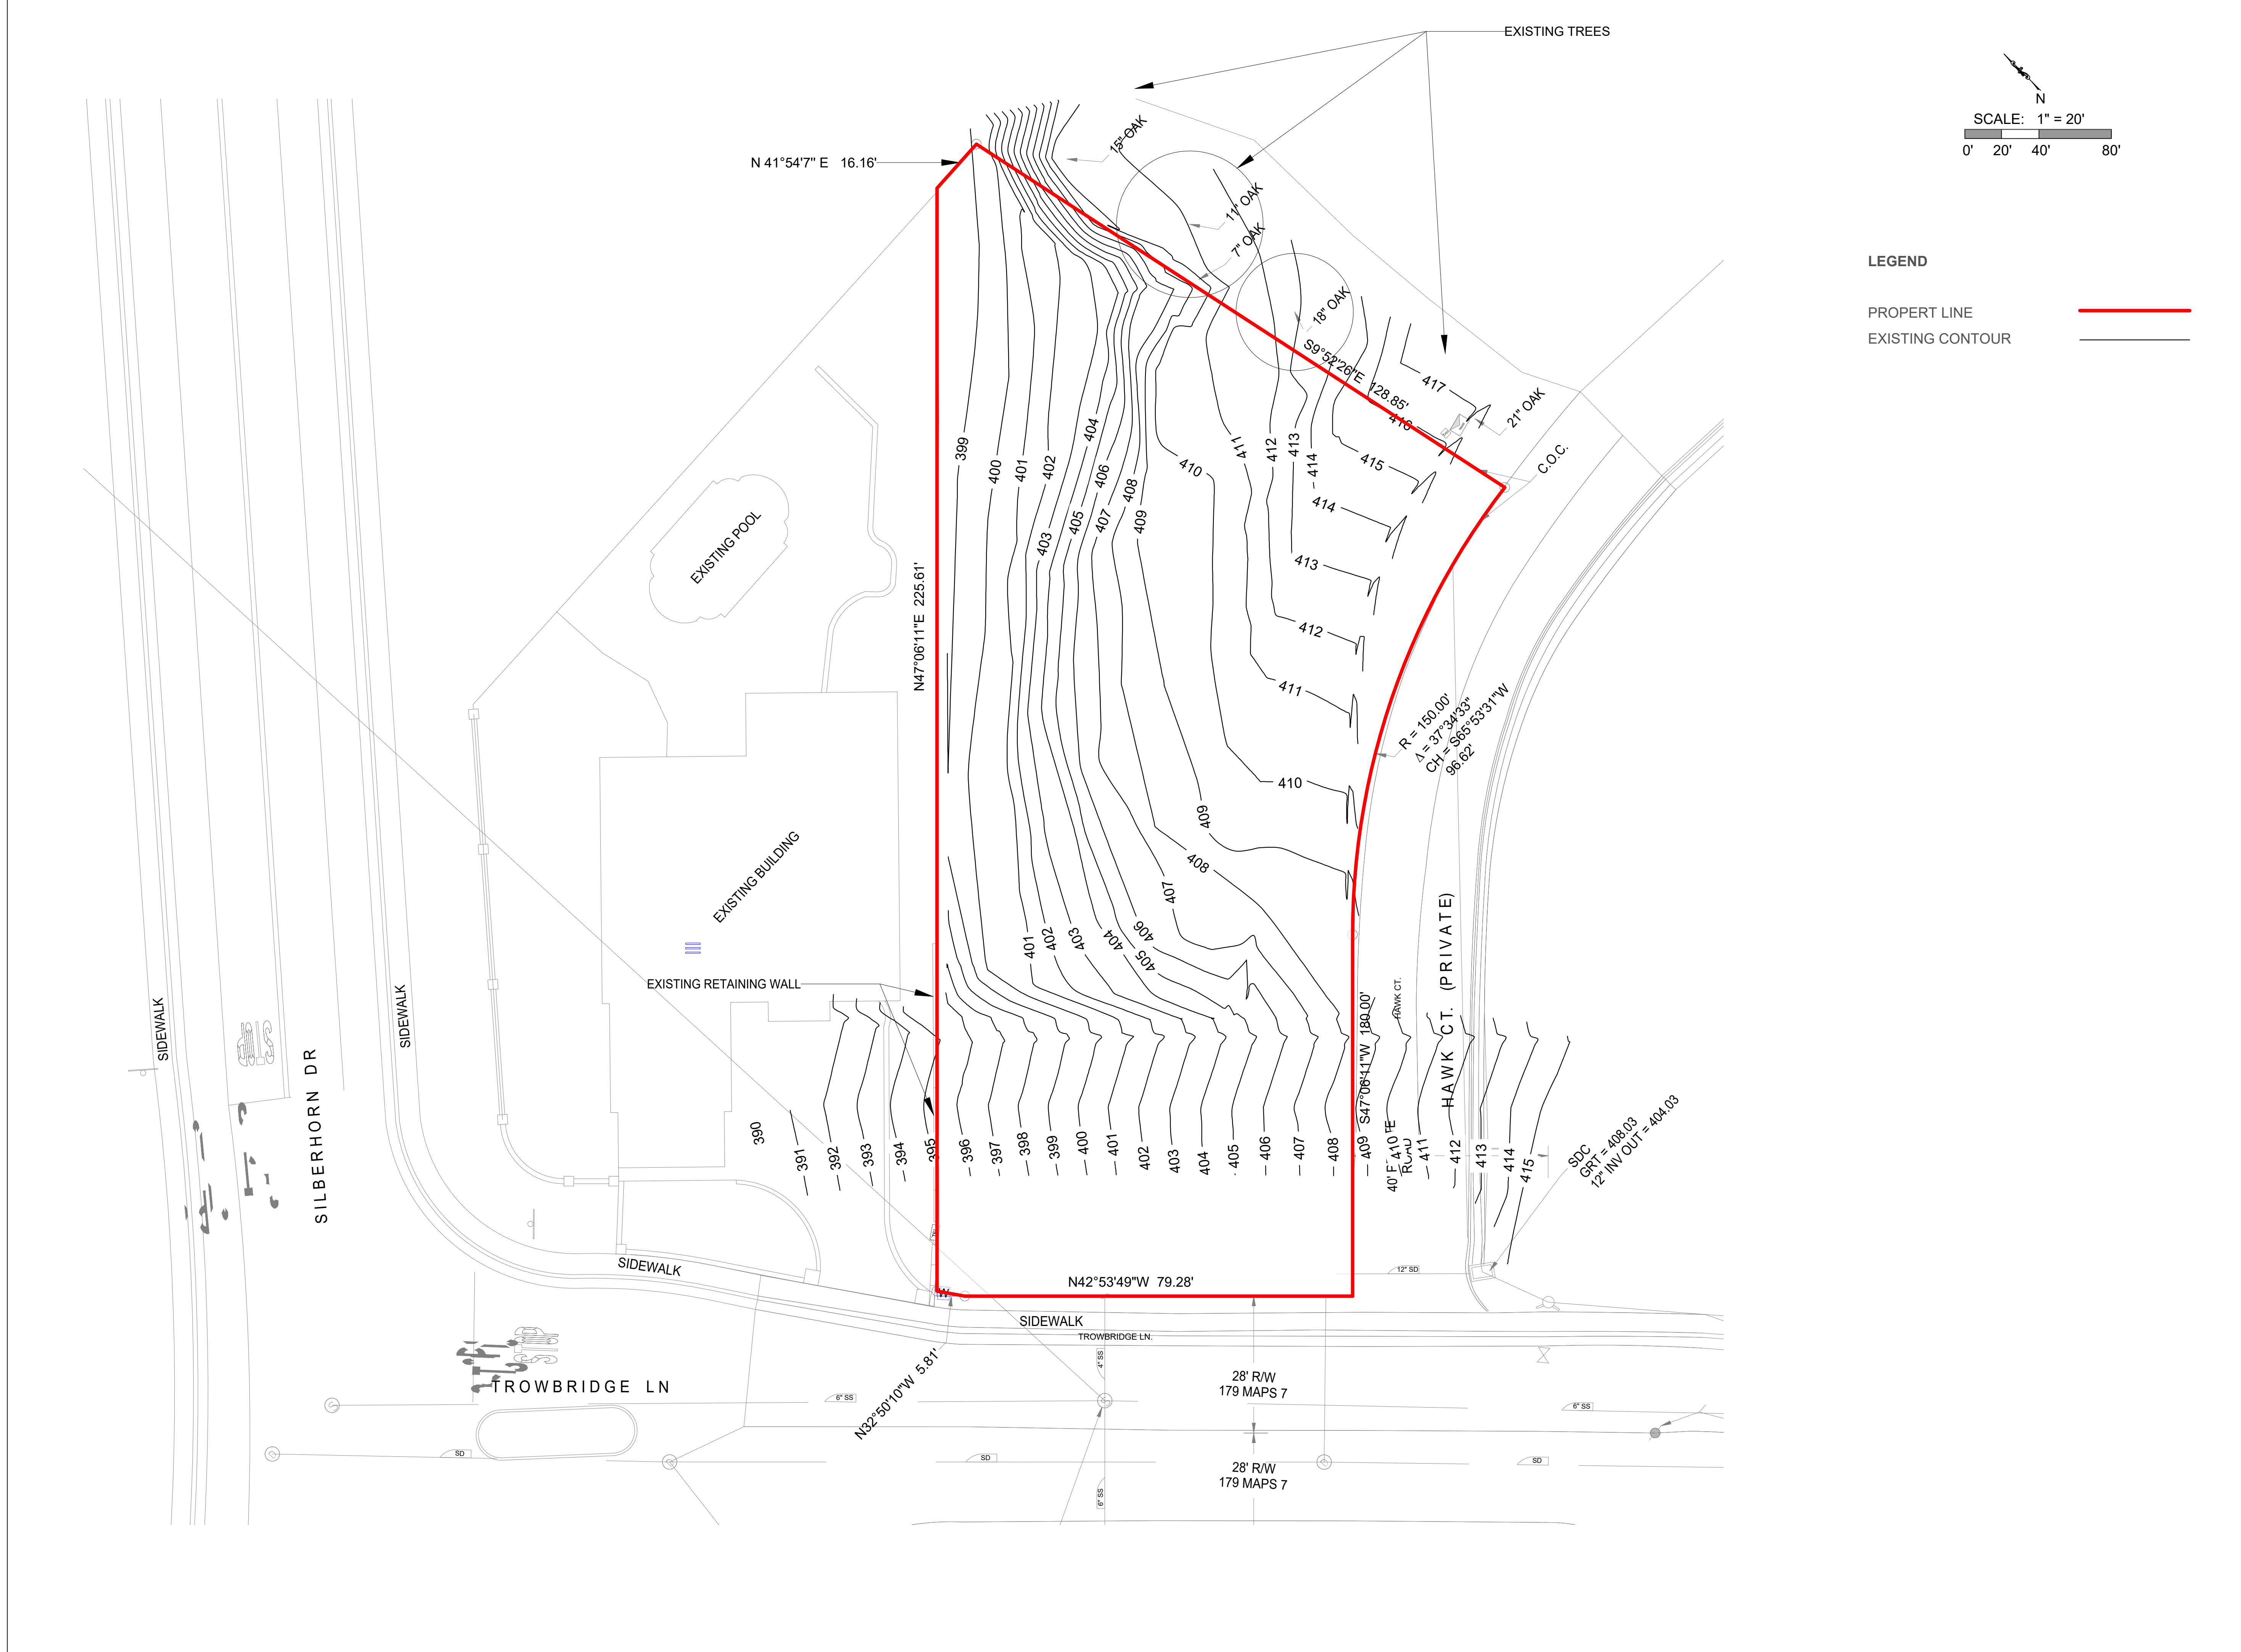 EXISTING TREES
N
SCALE: 1" = 20'
0' 20' 40' 80'
LEGEND
PROPERT LINE
EXISTING CONTOUR
N 41°54'7" E 16.16'
15" OAK
11" OAK
7" OAK
18" OAK
21" OAK
S9°52'26"E 128.85'
C.O.C.
417
416
415
414
413
412
411
410
399
400
401
402
403
404
405
406
407
408
409
410
411
412
413
414
N47°06'11"E 225.61'
EXISTING POOL
EXISTING BUILDING
EXISTING RETAINING WALL
R = 150.00'
Δ = 37°34'33"
CH = S65°53'31"W
96.62'
409
408
407
406
405
404
403
402
401
S47°06'11"W 180.00'
HAWK CT.
HAWK CT. (PRIVATE)
SIDEWALK
SILBERHORN DR
SIDEWALK
390
391
392
393
394
395
396
397
398
399
400
401
402
403
404
405
406
407
408
409
410
411
412
413
414
415
40' F
ROAD
SDC
GRT = 408.03
12" INV OUT = 404.03
SIDEWALK
N42°53'49"W 79.28'
12" SD
W
SIDEWALK
TROWBRIDGE LN.
N32°50'10"W 5.81'
TROWBRIDGE LN
4" SS
28' R/W
179 MAPS 7
6" SS
6" SS
SD
SD
SD
6" SS
28' R/W
179 MAPS 7